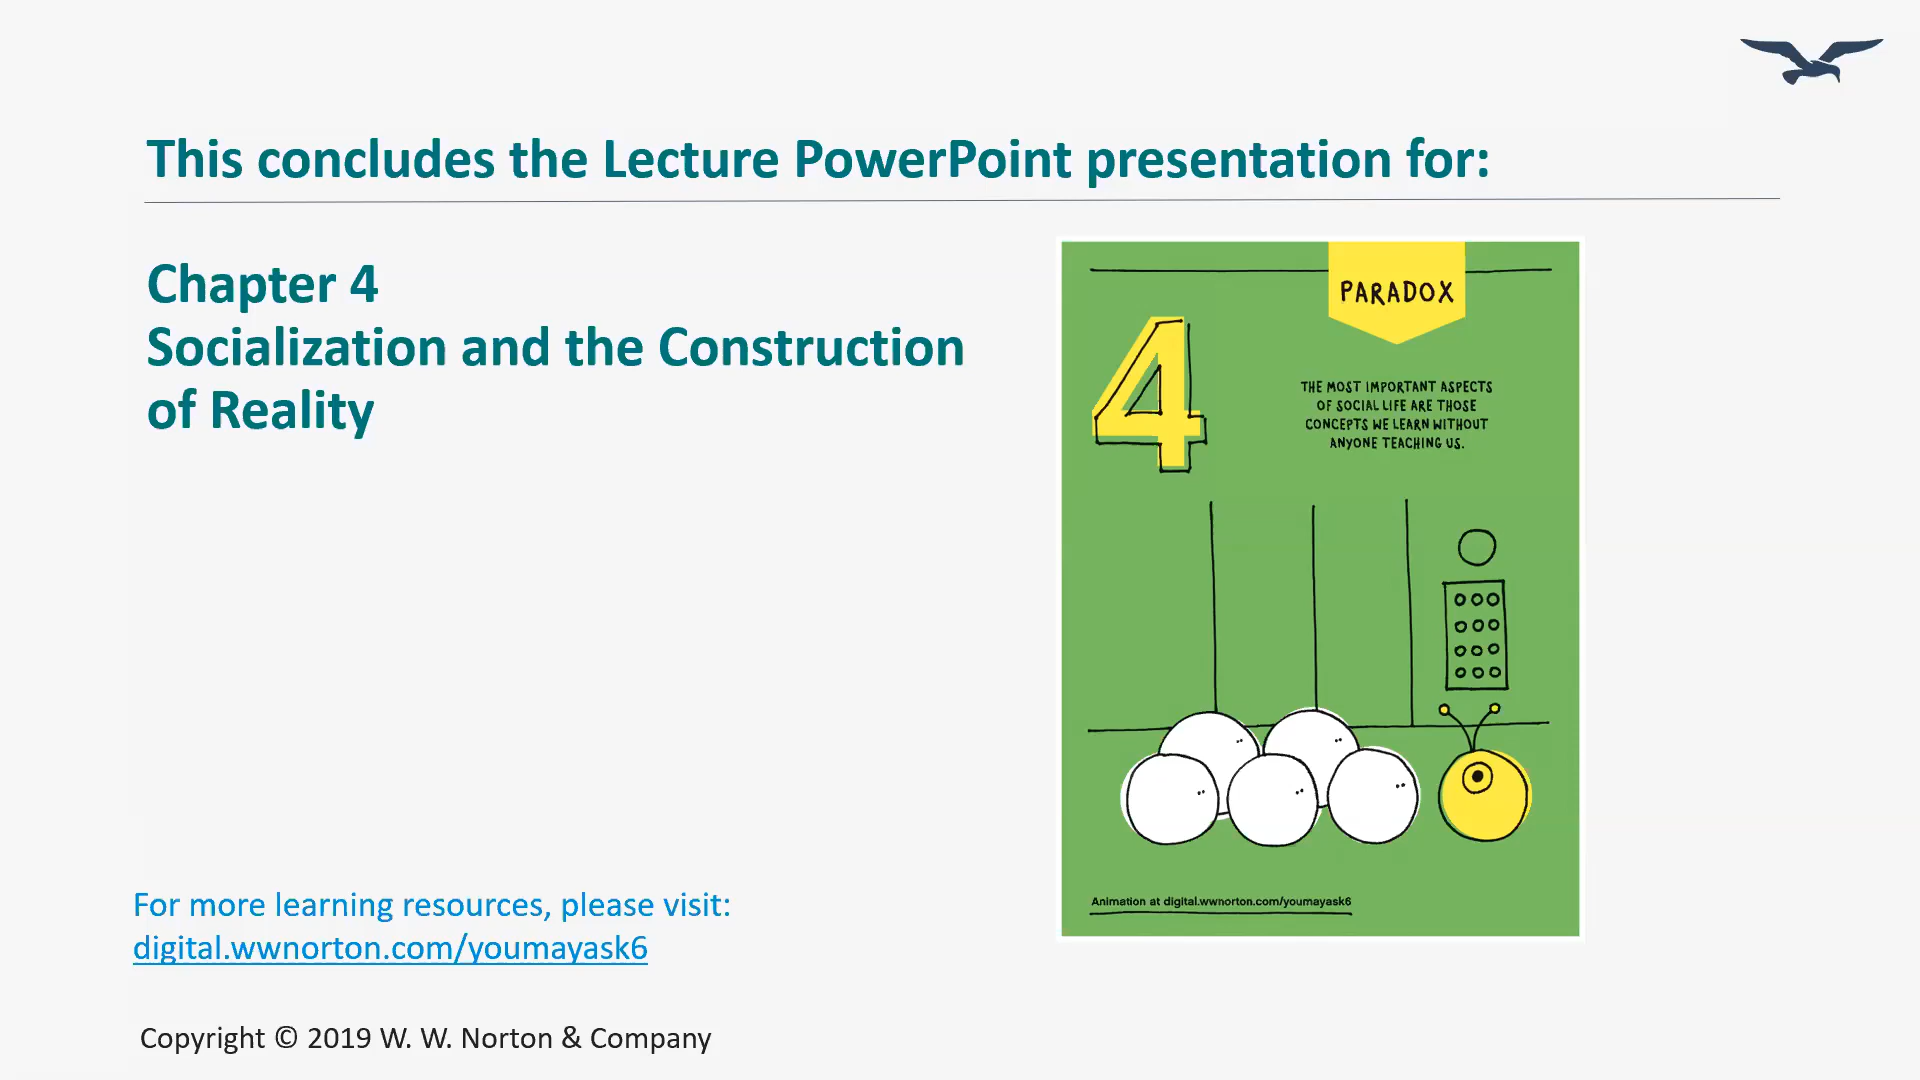 This concludes the Lecture PowerPoint presentation for:
Chapter 4
Socialization and the Construction
of Reality
PARADOX
4
THE MOST IMPORTANT ASPECTS
OF SOCIAL LIFE ARE THOSE
CONCEPTS WE LEARN WITHOUT
ANYONE TEACHING US.
Animation at digital.wwnorton.com/youmayask6
For more learning resources, please visit:
digital.wwnorton.com/youmayask6
Copyright © 2019 W. W. Norton & Company